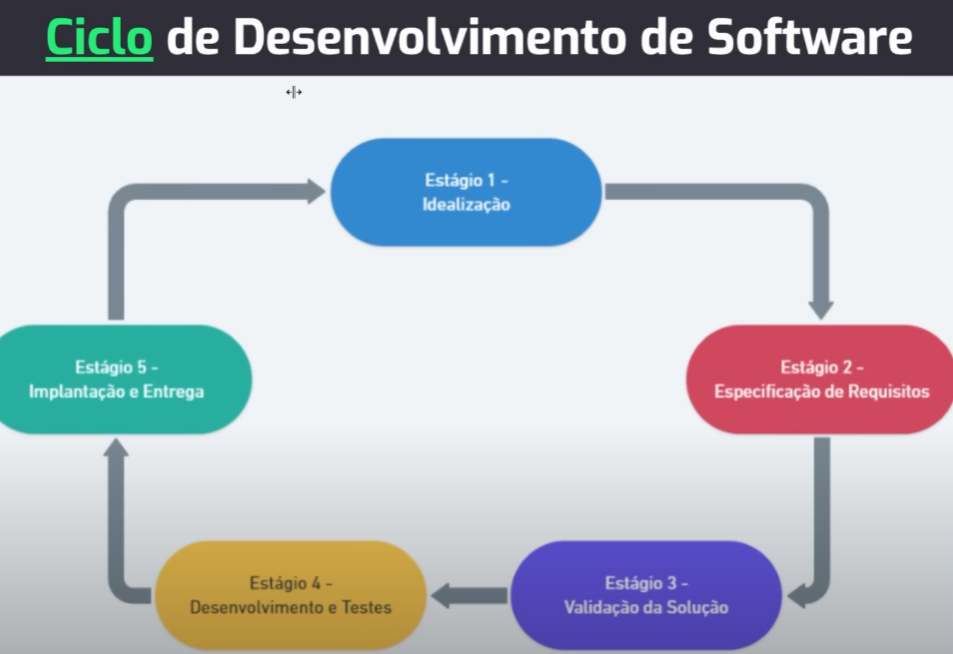 Ciclo de Desenvolvimento de Software
Estágio 1 -
Idealização
Estágio 2 -
Especificação de Requisitos
Estágio 3 -
Validação da Solução
Estágio 4 -
Desenvolvimento e Testes
Estágio 5 -
Implantação e Entrega